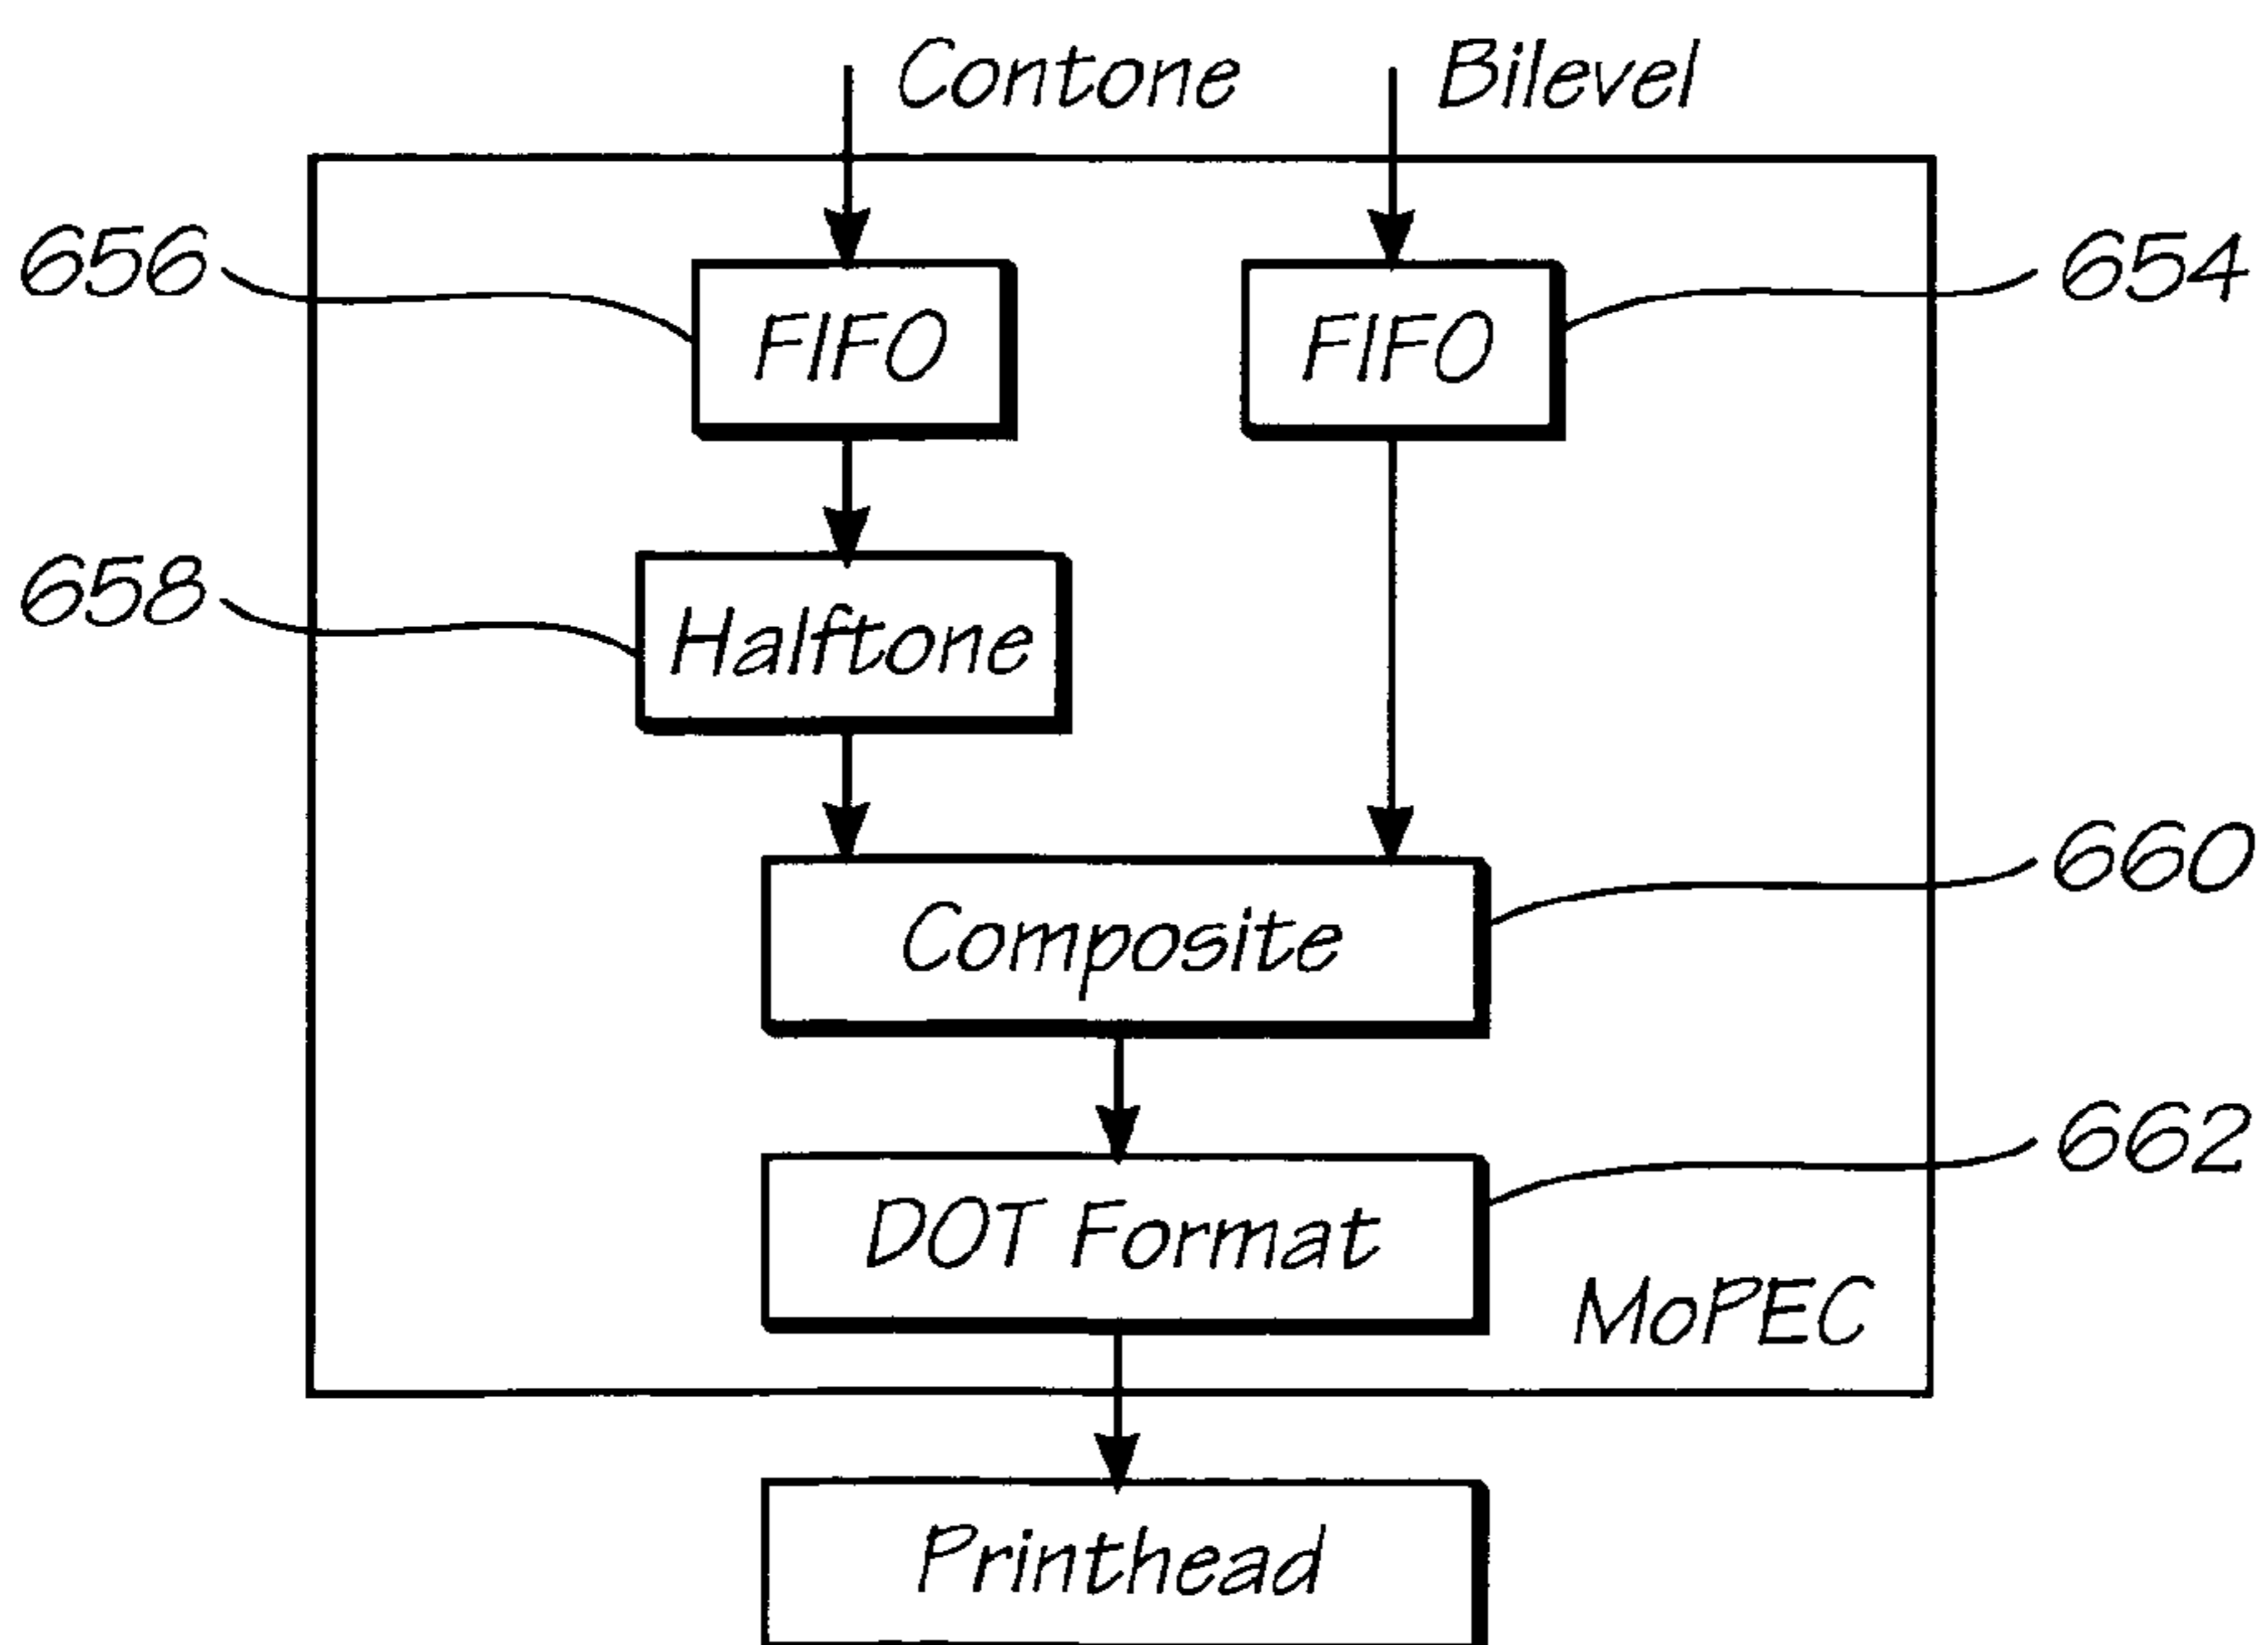 Contone
Bilevel
656
FIFO
FIFO
654
658
Halftone
660
Composite
662
DOT Format
MoPEC
Printhead